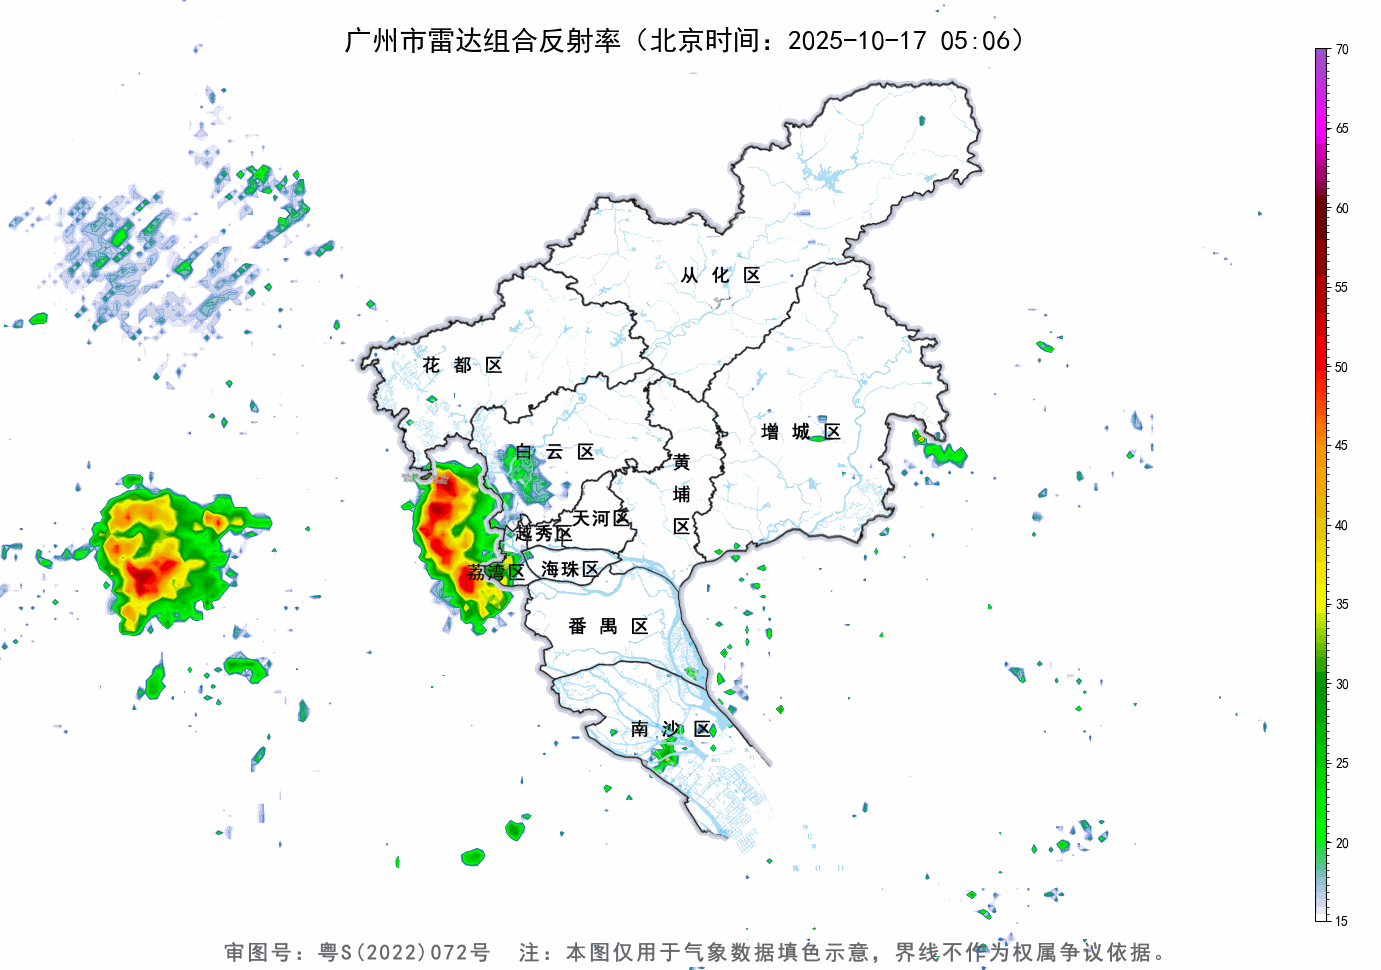 广州市雷达组合反射率（北京时间：2025-10-17 05:06）
70
65
60
55
50
45
40
35
30
25
20
15
从化区
花都区
增城区
白云区
黄埔区
天河区
越秀区
荔湾区
海珠区
番禺区
南沙区
审图号：粤S(2022)072号 注：本图仅用于气象数据填色示意，界线不作为权属争议依据。